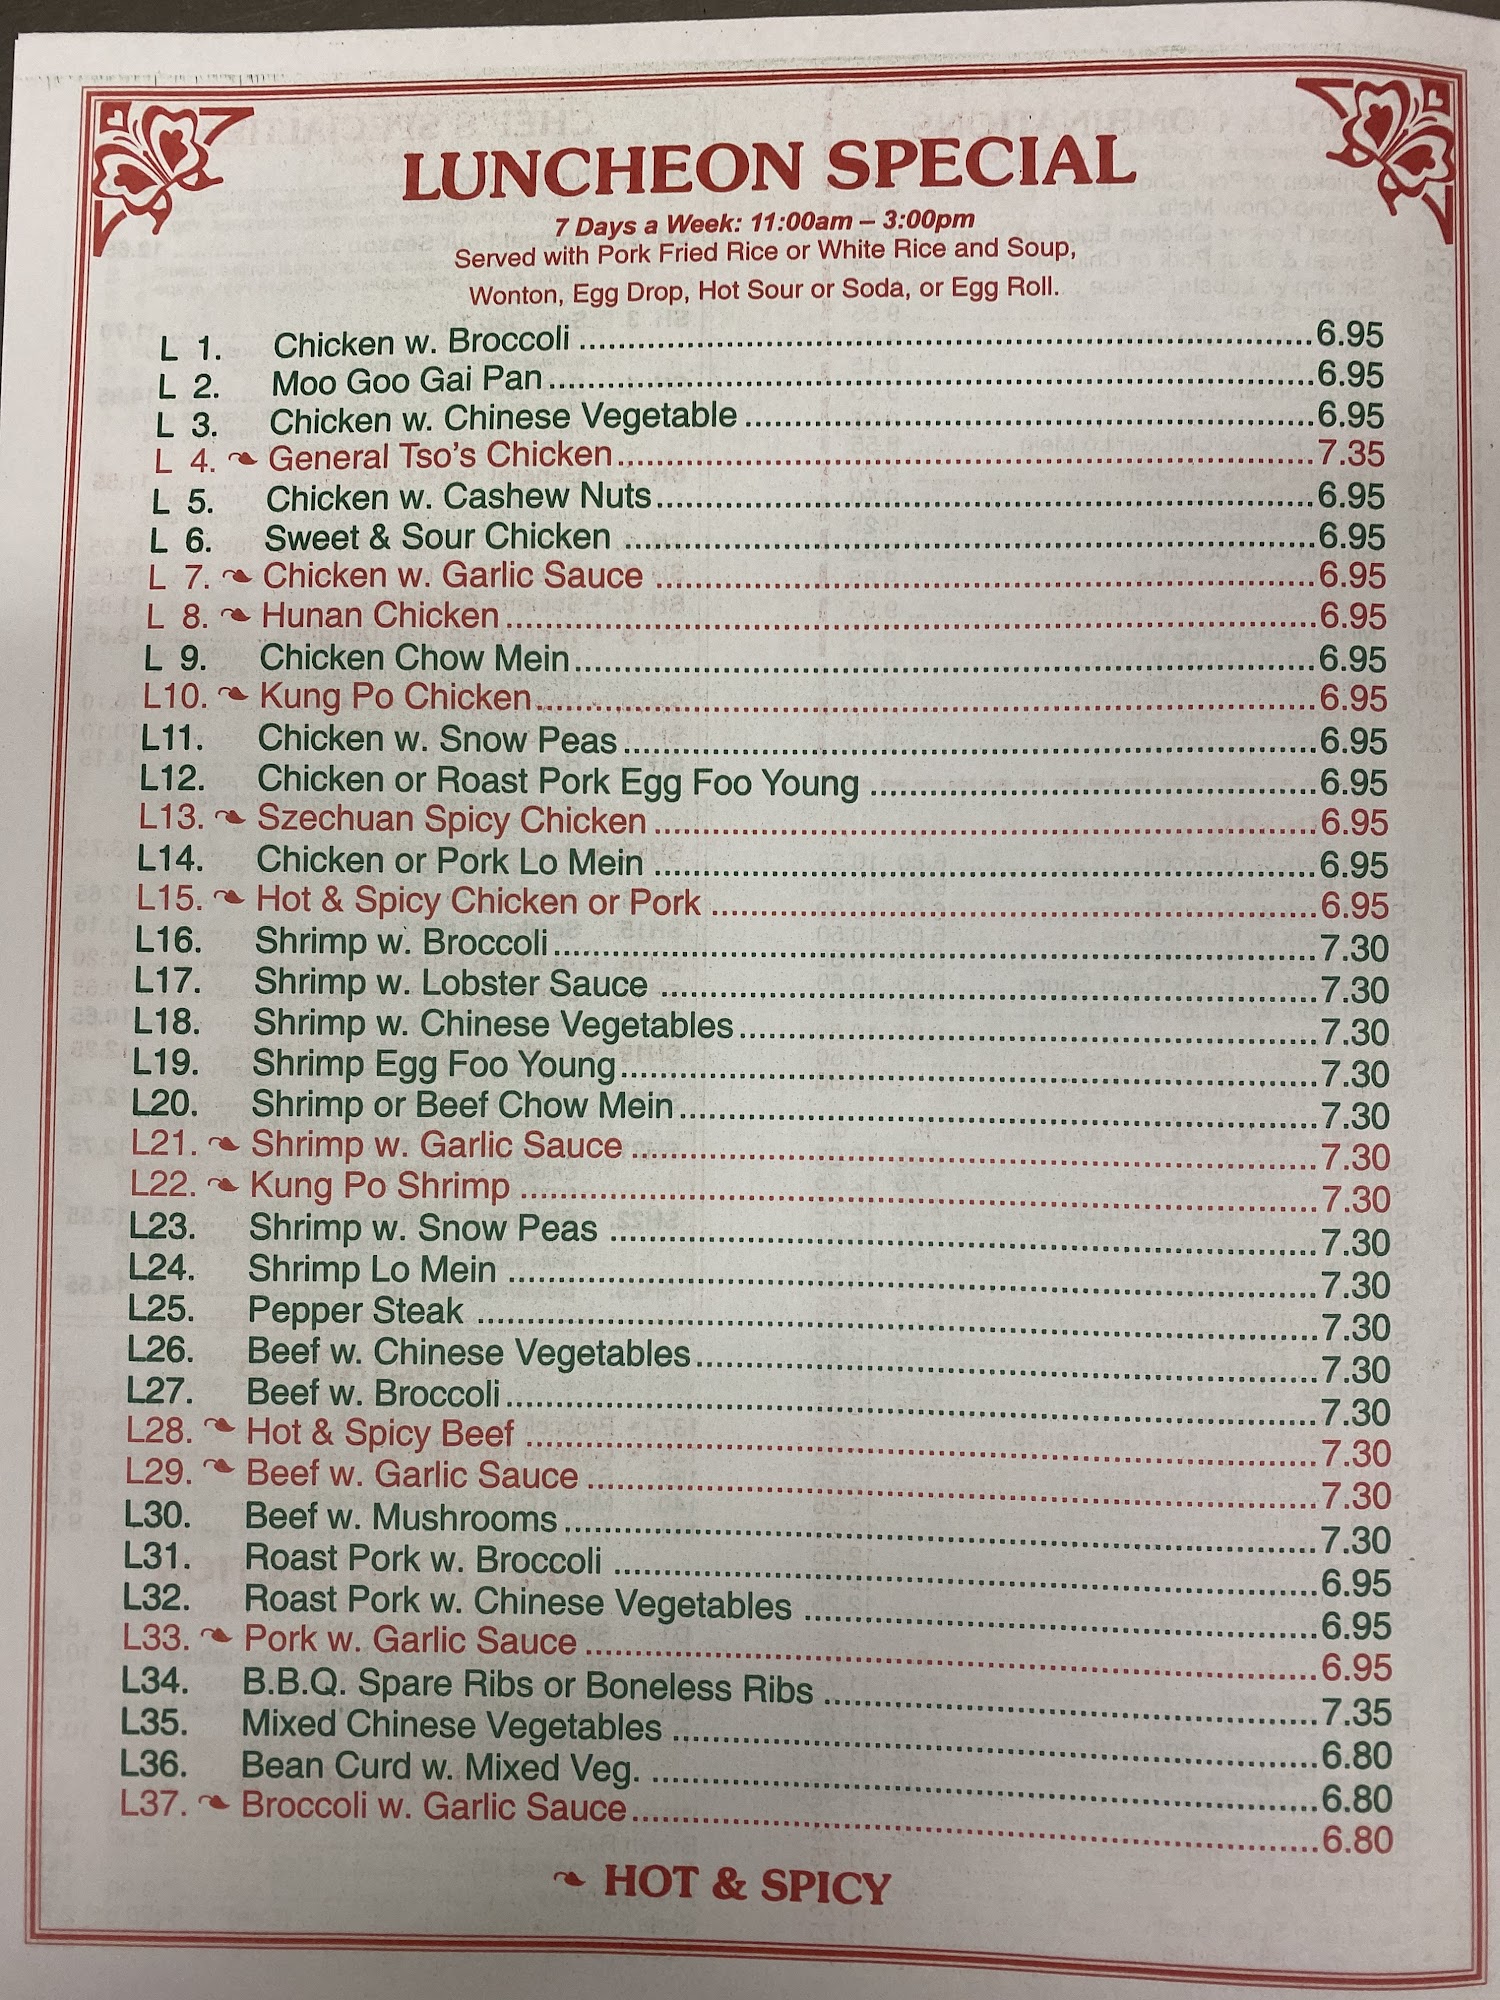 LUNCHEON SPECIAL
7 Days a Week: 11:00am – 3:00pm
Served with Pork Fried Rice or White Rice and Soup,
Wonton, Egg Drop, Hot Sour or Soda, or Egg Roll.
L 1. Chicken w. Broccoli 6.95
L 2. Moo Goo Gai Pan 6.95
L 3. Chicken w. Chinese Vegetable 6.95
L 4. General Tso's Chicken 7.35
L 5. Chicken w. Cashew Nuts 6.95
L 6. Sweet & Sour Chicken 6.95
L 7. Chicken w. Garlic Sauce 6.95
L 8. Hunan Chicken 6.95
L 9. Chicken Chow Mein 6.95
L10. Kung Po Chicken 6.95
L11. Chicken w. Snow Peas 6.95
L12. Chicken or Roast Pork Egg Foo Young 6.95
L13. Szechuan Spicy Chicken 6.95
L14. Chicken or Pork Lo Mein 6.95
L15. Hot & Spicy Chicken or Pork 6.95
L16. Shrimp w. Broccoli 7.30
L17. Shrimp w. Lobster Sauce 7.30
L18. Shrimp w. Chinese Vegetables 7.30
L19. Shrimp Egg Foo Young 7.30
L20. Shrimp or Beef Chow Mein 7.30
L21. Shrimp w. Garlic Sauce 7.30
L22. Kung Po Shrimp 7.30
L23. Shrimp w. Snow Peas 7.30
L24. Shrimp Lo Mein 7.30
L25. Pepper Steak 7.30
L26. Beef w. Chinese Vegetables 7.30
L27. Beef w. Broccoli 7.30
L28. Hot & Spicy Beef 7.30
L29. Beef w. Garlic Sauce 7.30
L30. Beef w. Mushrooms 7.30
L31. Roast Pork w. Broccoli 6.95
L32. Roast Pork w. Chinese Vegetables 6.95
L33. Pork w. Garlic Sauce 6.95
L34. B.B.Q. Spare Ribs or Boneless Ribs 7.35
L35. Mixed Chinese Vegetables 6.80
L36. Bean Curd w. Mixed Veg. 6.80
L37. Broccoli w. Garlic Sauce 6.80
HOT & SPICY